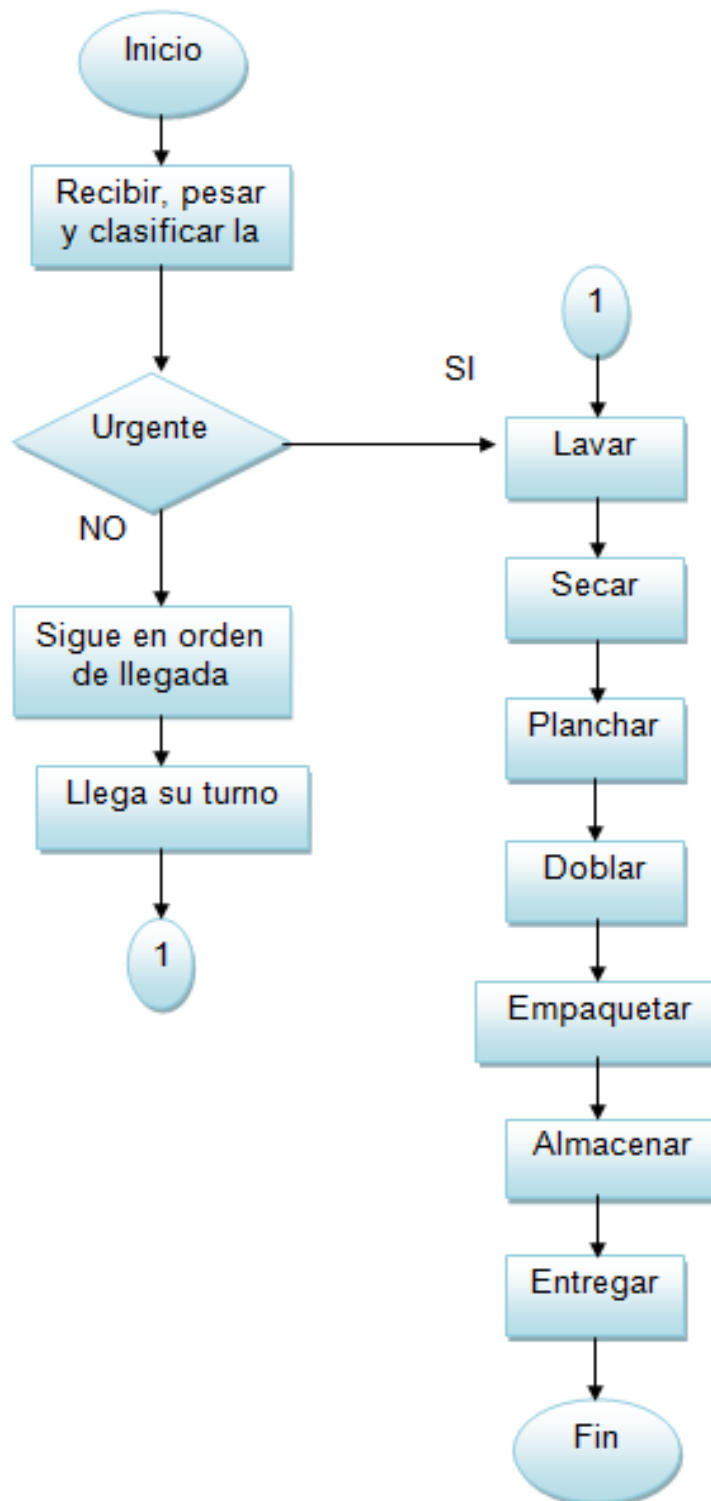 Inicio
Recibir, pesar
y clasificar la
Urgente
SI
NO
Sigue en orden
de llegada
Llega su turno
1
1
Lavar
Secar
Planchar
Doblar
Empaquetar
Almacenar
Entregar
Fin